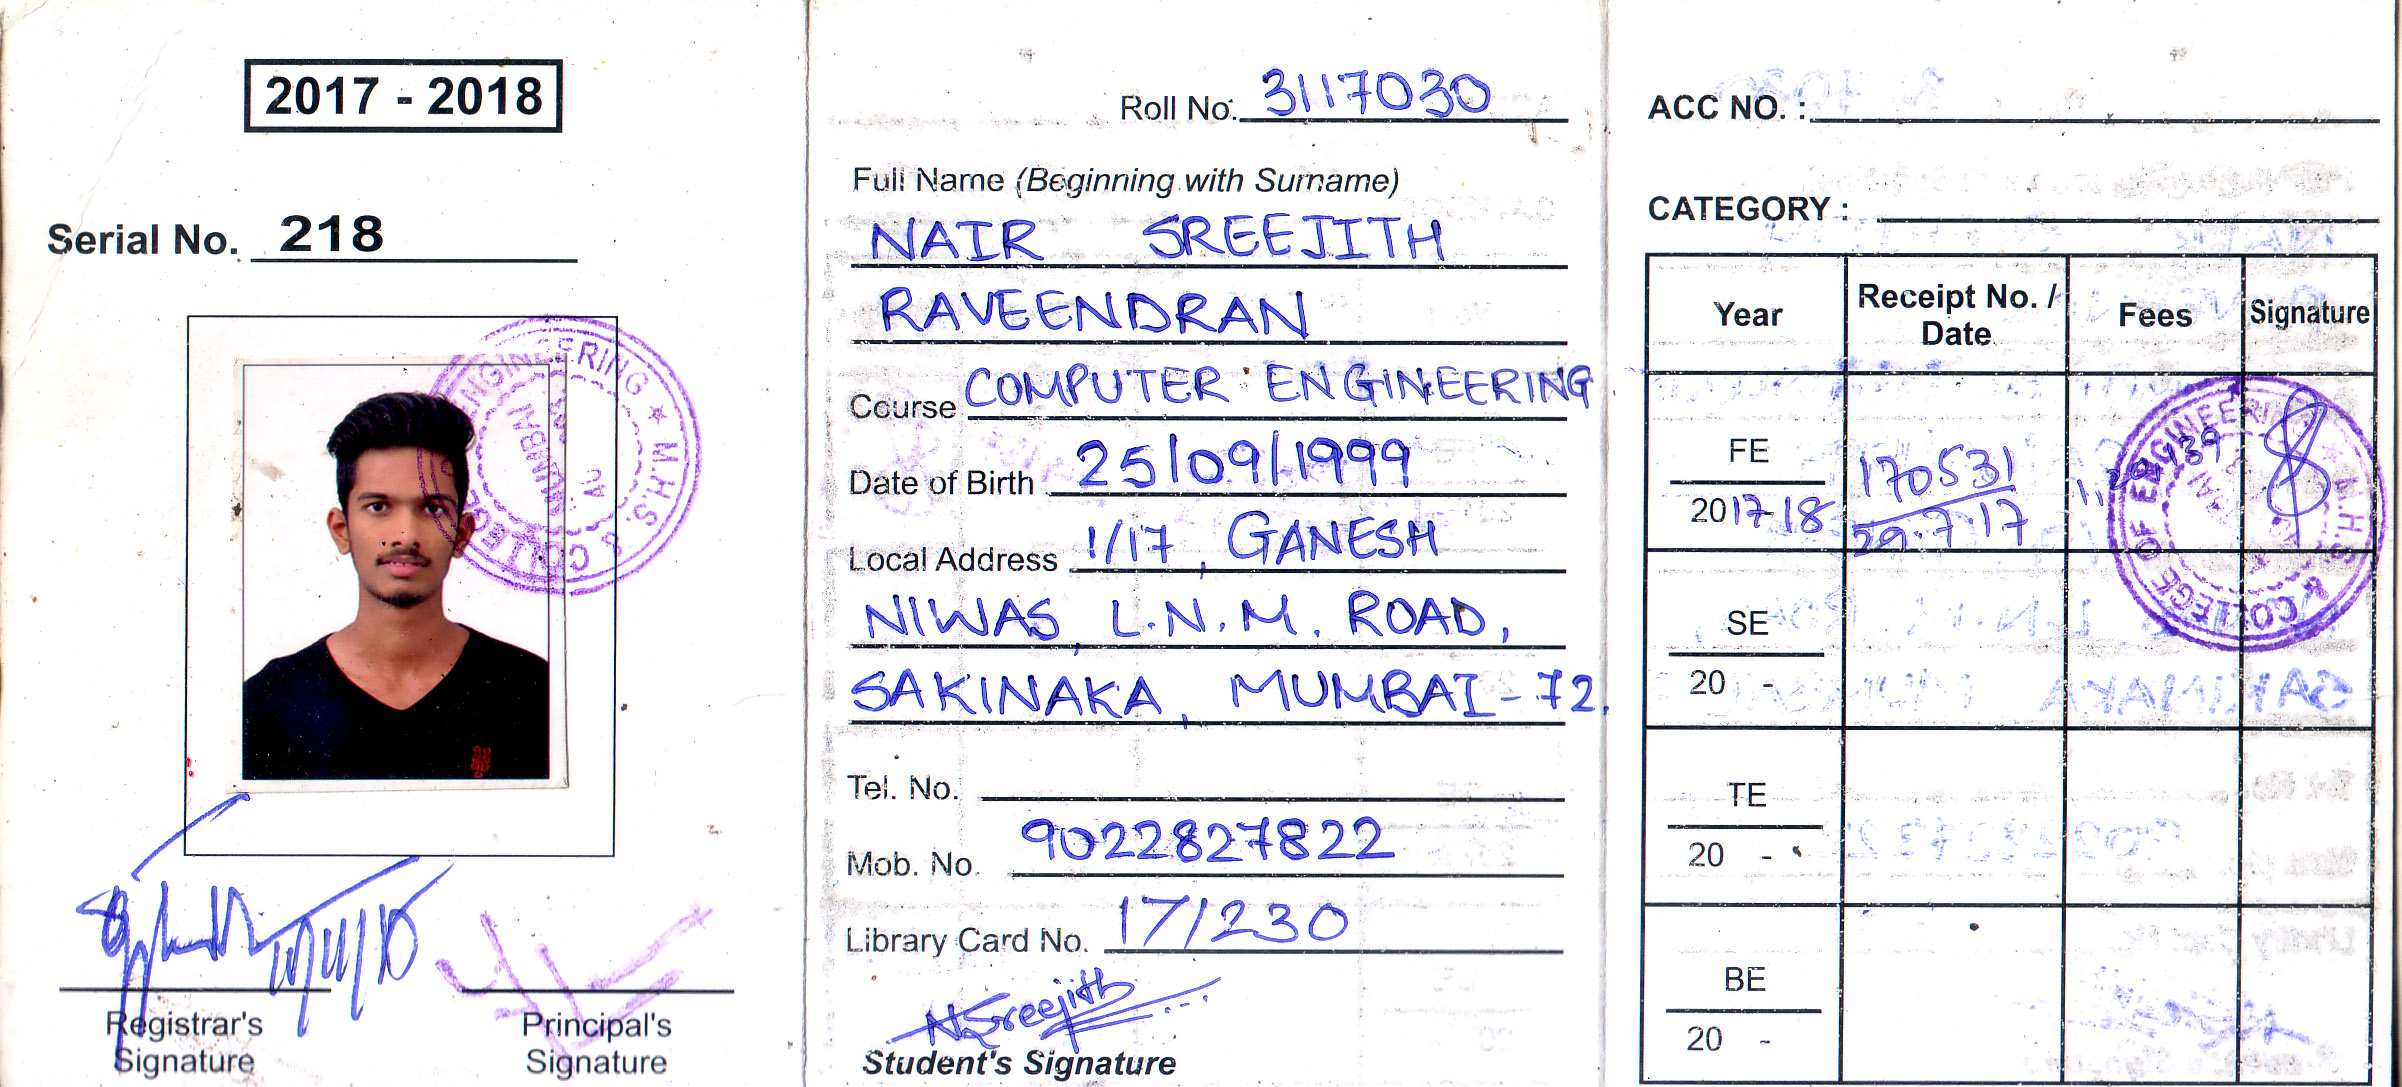 2017 - 2018
Serial No. 218
ENGINEERING ★ M.H.S.S. COLLEGE
MUMBAI
Registrar's
Signature
Principal's
Signature
Roll No. 3117030
Full Name (Beginning with Surname)
NAIR SREEJITH
RAVEENDRAN
Course COMPUTER ENGINEERING
Date of Birth 25/09/1999
Local Address 1/17, GANESH
NIWAS, L.N.M. ROAD,
SAKINAKA, MUMBAI - 72.
Tel. No.
Mob. No. 9022827822
Library Card No. 17/230
N Sreejith
Student's Signature
ACC NO. :
CATEGORY :
Year Receipt No. / Date Fees Signature
FE
2017-18 170531
29.7.17
COLLEGE OF ENGINEERING ★
SE
20 -
TE
20 -
BE
20 -